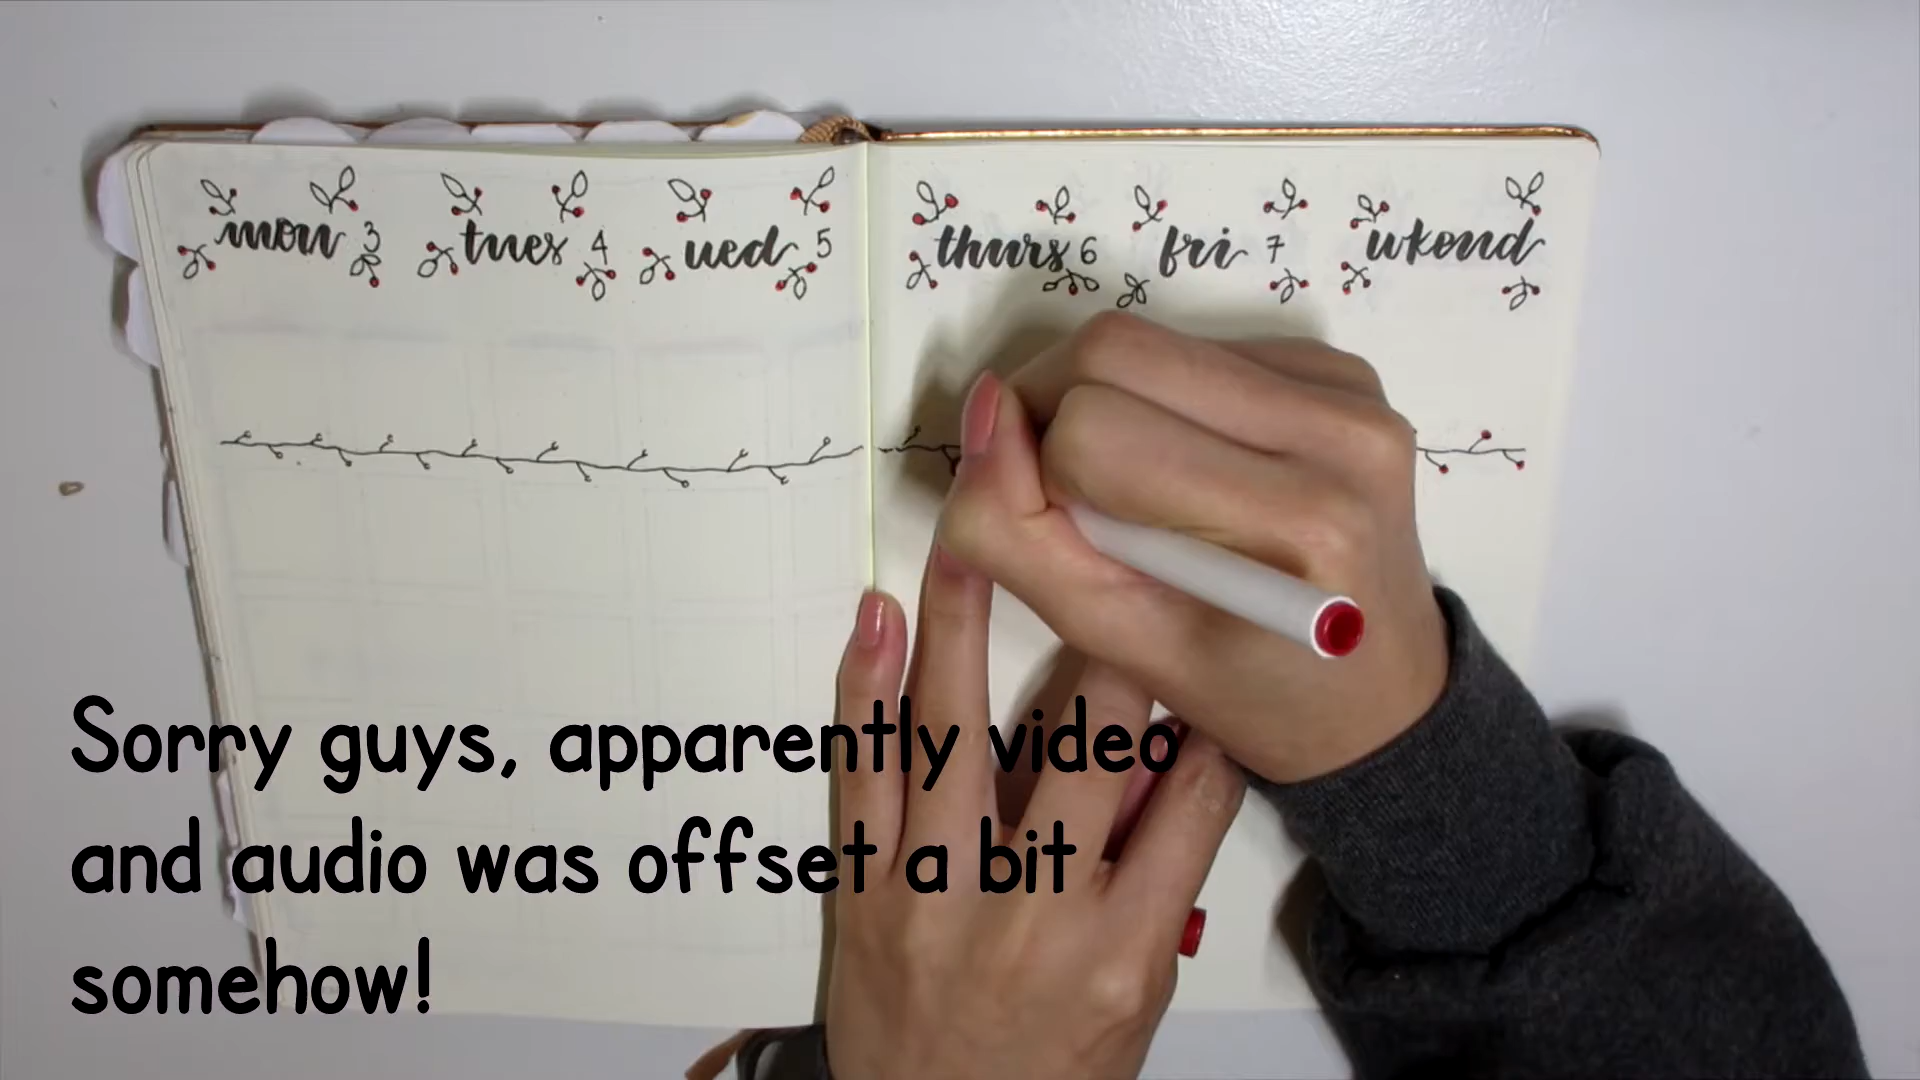 mon 3 tues 4 wed 5 thurs 6 fri 7 wkend
Sorry guys, apparently video
and audio was offset a bit
somehow!